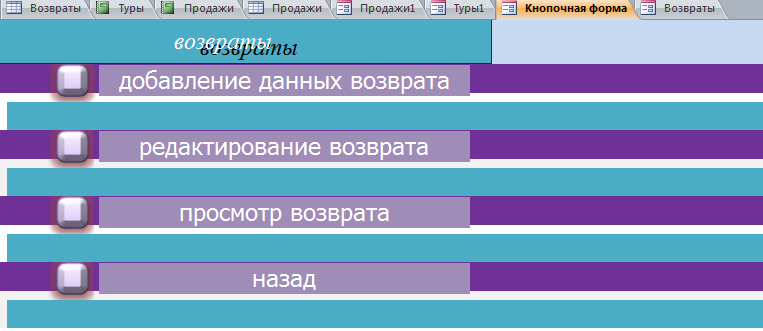 Возвраты Туры Продажи Продажи Продажи1 Туры1 Кнопочная форма Возвраты
возвраты
возвраты
добавление данных возврата
редактирование возврата
просмотр возврата
назад